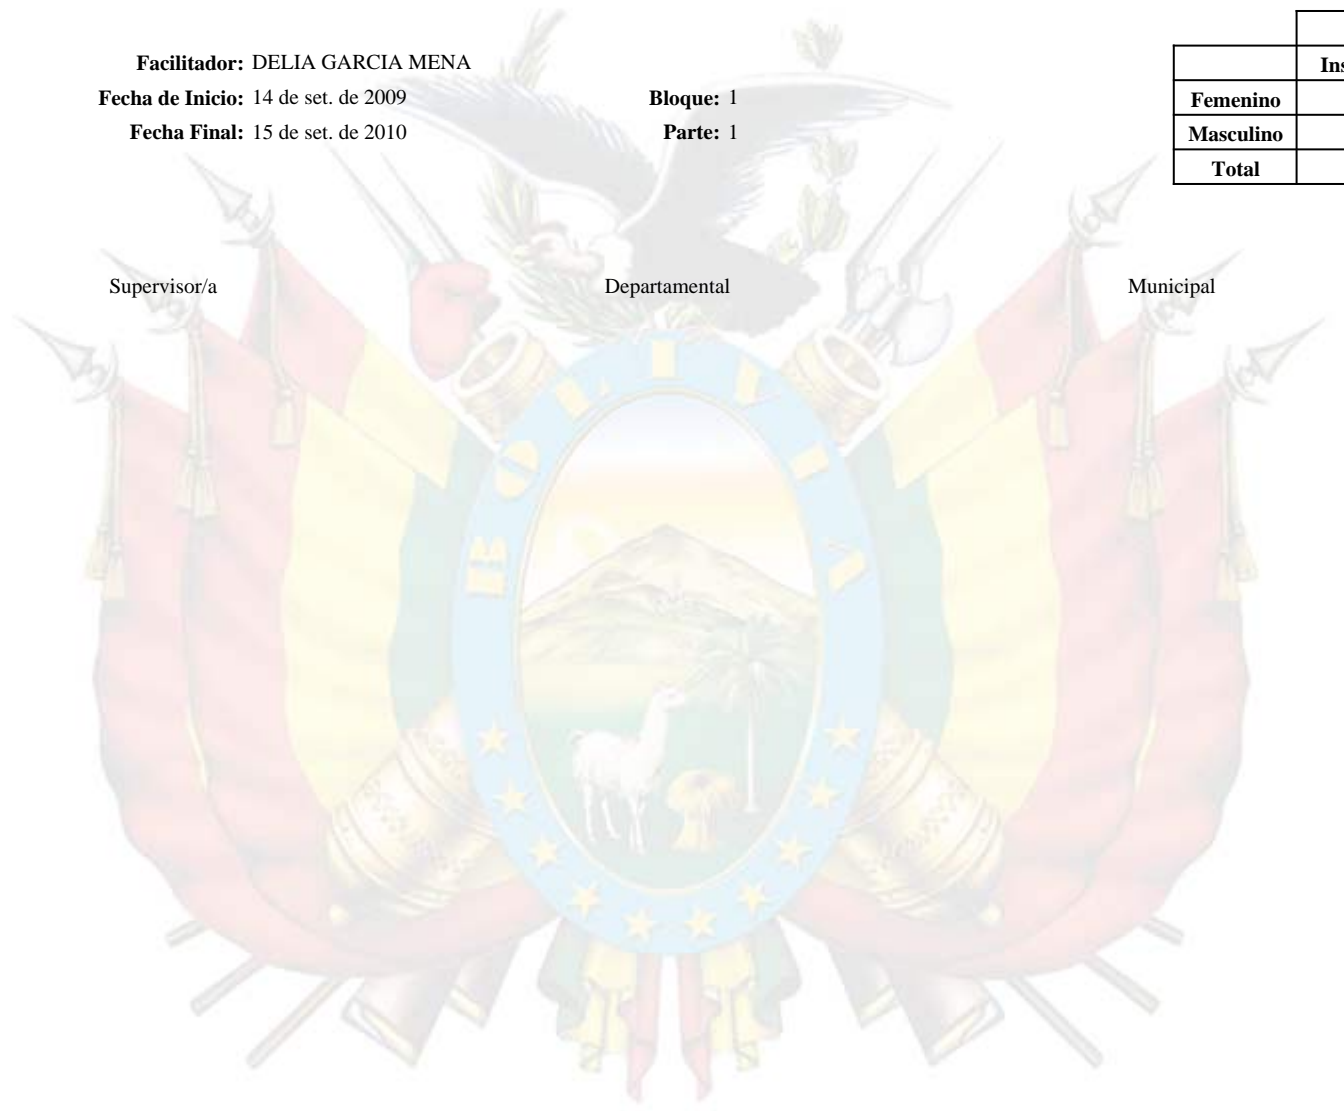 Facilitador: DELIA GARCIA MENA
Fecha de Inicio: 14 de set. de 2009 Bloque: 1
Fecha Final: 15 de set. de 2010 Parte: 1
Femenino
Masculino
Total
Supervisor/a Departamental Municipal
BOLIVIA